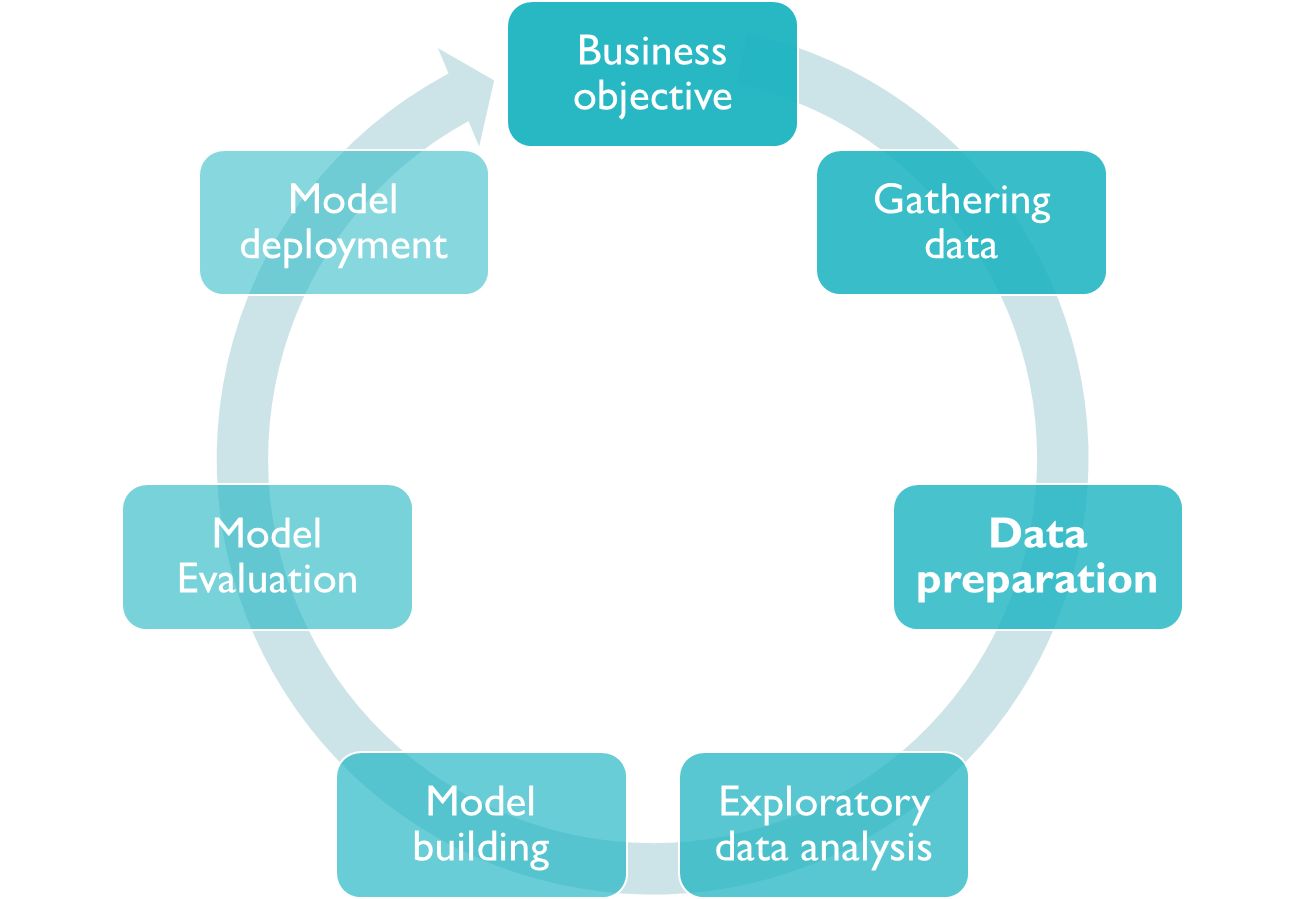 Business
objective
Gathering
data
Data
preparation
Exploratory
data analysis
Model
building
Model
Evaluation
Model
deployment